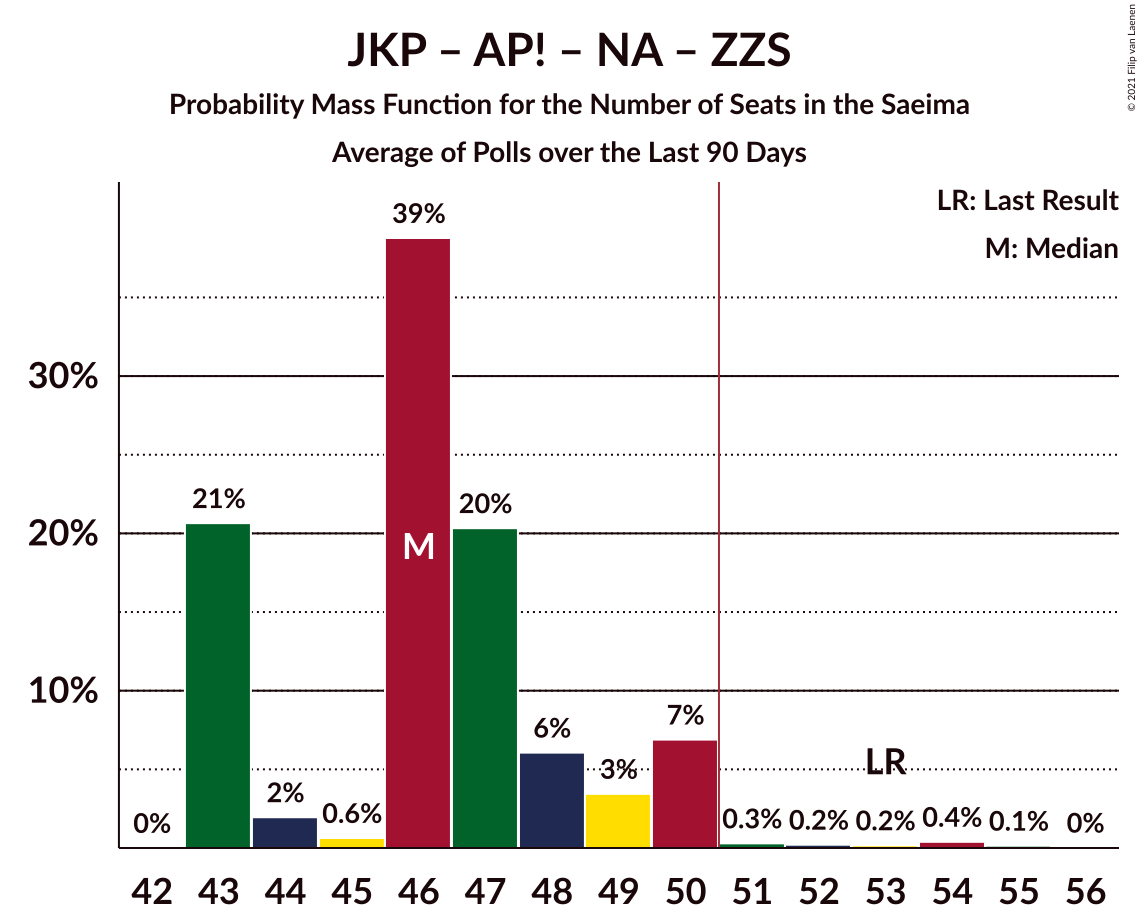 JKP – AP! – NA – ZZS
Probability Mass Function for the Number of Seats in the Saeima
Average of Polls over the Last 90 Days
© 2021 Filip van Laenen
LR: Last Result
M: Median
39%
30%
21%
20%
20%
M
10%
7%
6%
3%
LR
2%
0.6%
0%
0.3%
0.2%
0.2%
0.4%
0.1%
0%
42 43 44 45 46 47 48 49 50 51 52 53 54 55 56